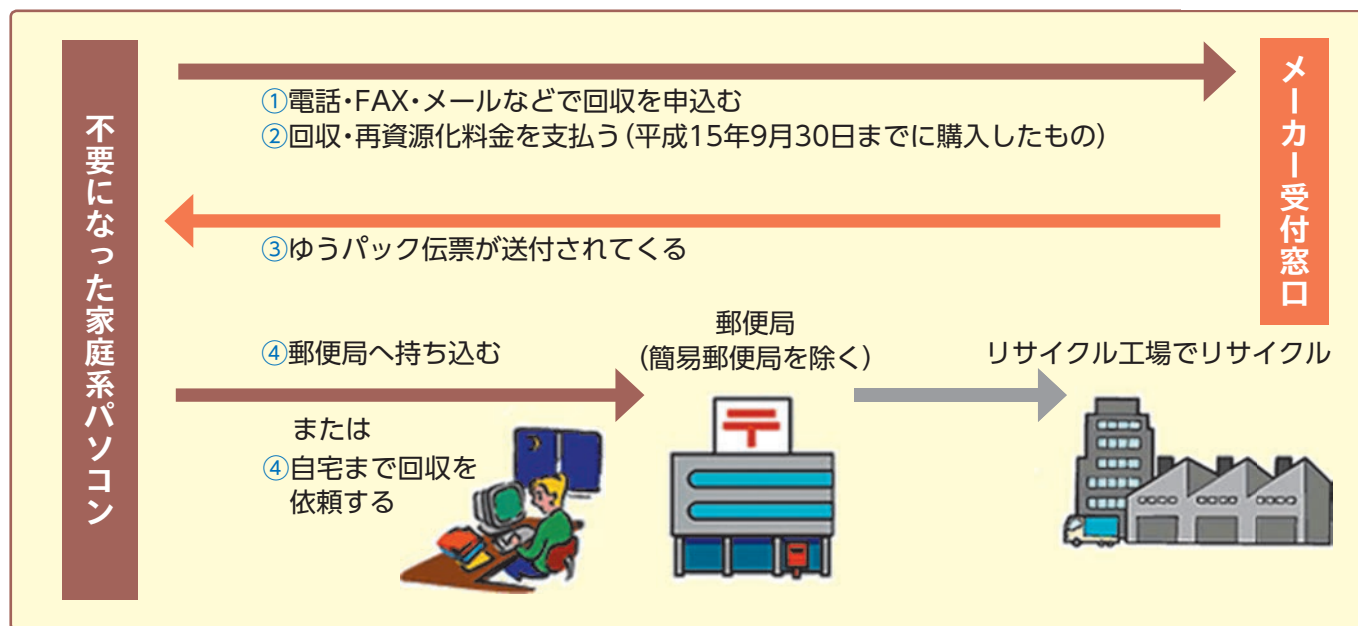 不要になった家庭系パソコン
①電話・FAX・メールなどで回収を申込む
②回収・再資源化料金を支払う(平成15年9月30日までに購入したもの)
メーカー受付窓口
③ゆうパック伝票が送付されてくる
④郵便局へ持ち込む
または
④自宅まで回収を
依頼する
郵便局
(簡易郵便局を除く)
リサイクル工場でリサイクル